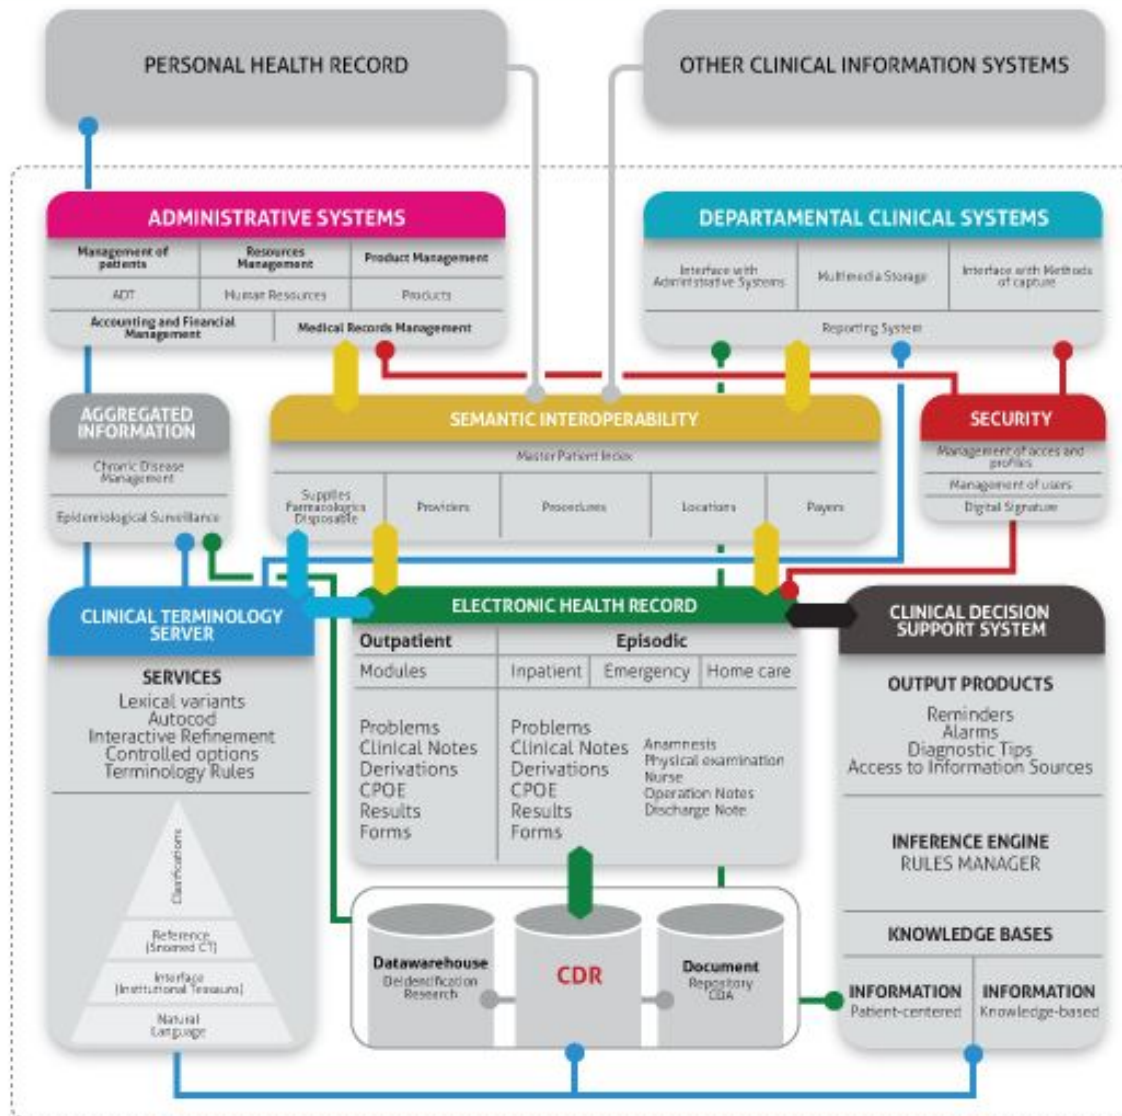 PERSONAL HEALTH RECORD
OTHER CLINICAL INFORMATION SYSTEMS
ADMINISTRATIVE SYSTEMS
Management of
patients
Resources
Management
Product Management
ADT
Human Resources
Products
Accounting and Financial
Management
Medical Records Management
DEPARTAMENTAL CLINICAL SYSTEMS
Interface with
Administrative Systems
Multimedia Storage
Interface with Methods
of capture
Reporting System
AGGREGATED
INFORMATION
Chronic Disease
Management
Epidemiological Surveillance
SEMANTIC INTEROPERABILITY
Master Patient Index
Supplies
Farmacologics
Disposable
Providers
Procedures
Locations
Payers
SECURITY
Management of acces and
profiles
Management of users
Digital Signature
CLINICAL TERMINOLOGY
SERVER
SERVICES
Lexical variants
Autocod
Interactive Refinement
Controlled options
Terminology Rules
Clasifications
Reference
(Snomed CT)
Interface
(Institutional Tesauro)
Natural
Language
ELECTRONIC HEALTH RECORD
Outpatient
Episodic
Modules
Inpatient
Emergency
Home care
Problems
Clinical Notes
Derivations
CPOE
Results
Forms
Problems
Clinical Notes
Derivations
CPOE
Results
Forms
Anamnesis
Physical examination
Nurse
Operation Notes
Discharge Note
Datawarehouse
Deidentification
Research
CDR
Document
Repository
CDA
CLINICAL DECISION
SUPPORT SYSTEM
OUTPUT PRODUCTS
Reminders
Alarms
Diagnostic Tips
Access to Information Sources
INFERENCE ENGINE
RULES MANAGER
KNOWLEDGE BASES
INFORMATION
Patient-centered
INFORMATION
Knowledge-based